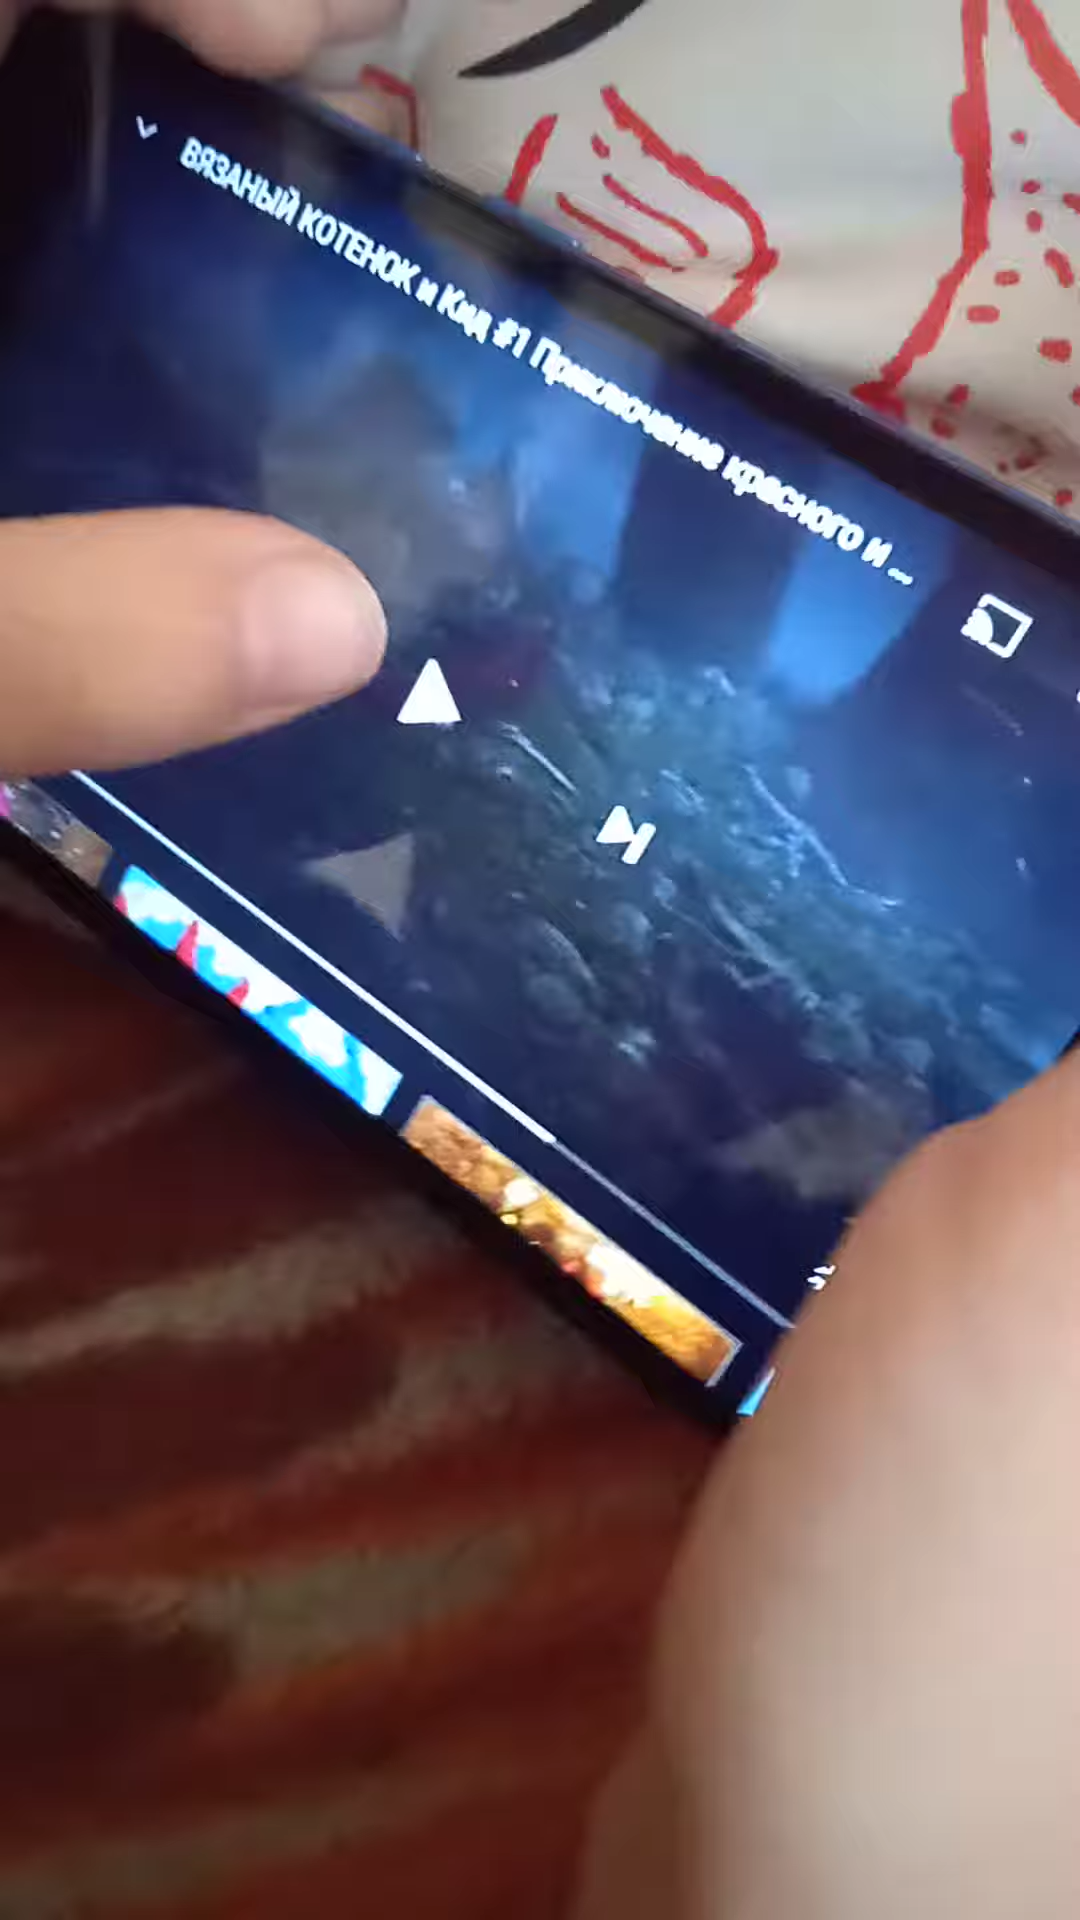 ВЯЗАНЫЙ КОТЕНОК и Кид #1 Приключение красного и ...